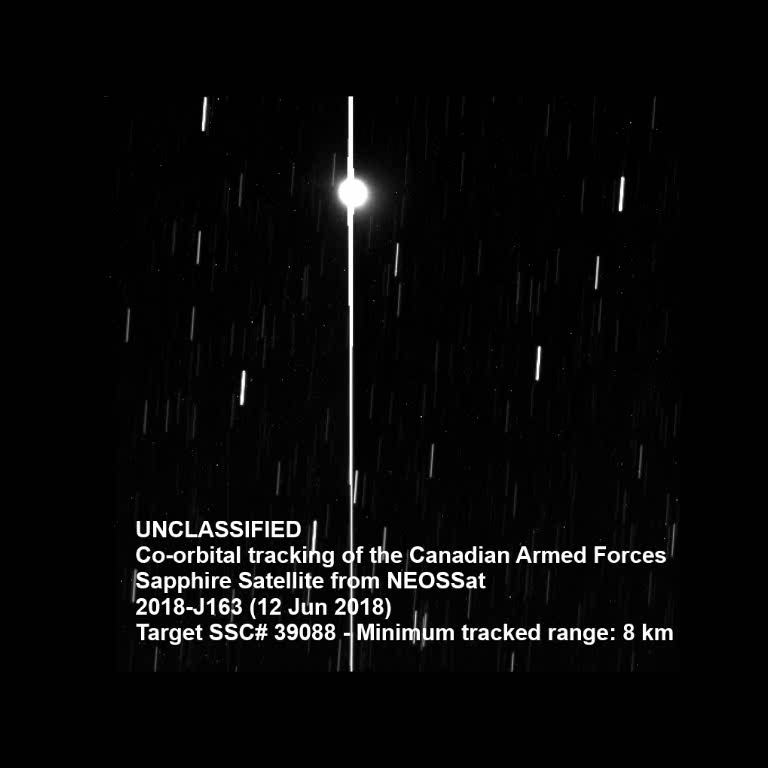 UNCLASSIFIED
Co-orbital tracking of the Canadian Armed Forces
Sapphire Satellite from NEOSSat
2018-J163 (12 Jun 2018)
Target SSC# 39088 - Minimum tracked range: 8 km